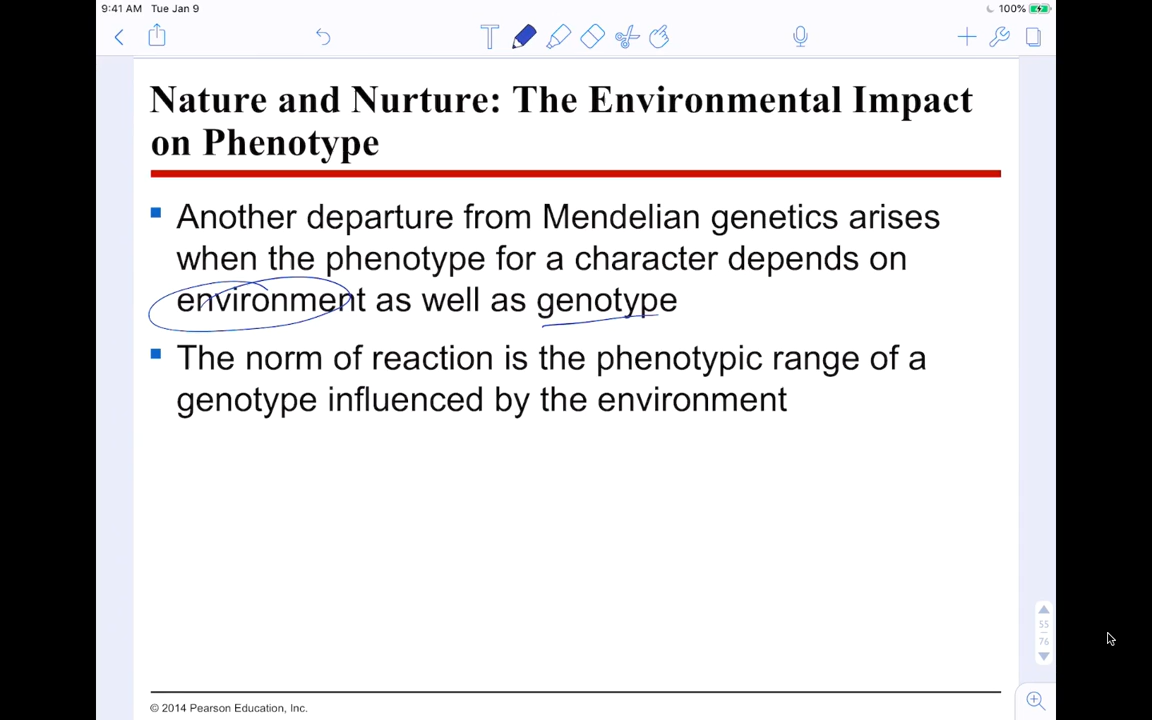 9:41 AM Tue Jan 9
100%
T
Nature and Nurture: The Environmental Impact
on Phenotype
Another departure from Mendelian genetics arises
when the phenotype for a character depends on
environment as well as genotype
The norm of reaction is the phenotypic range of a
genotype influenced by the environment
55
76
© 2014 Pearson Education, Inc.